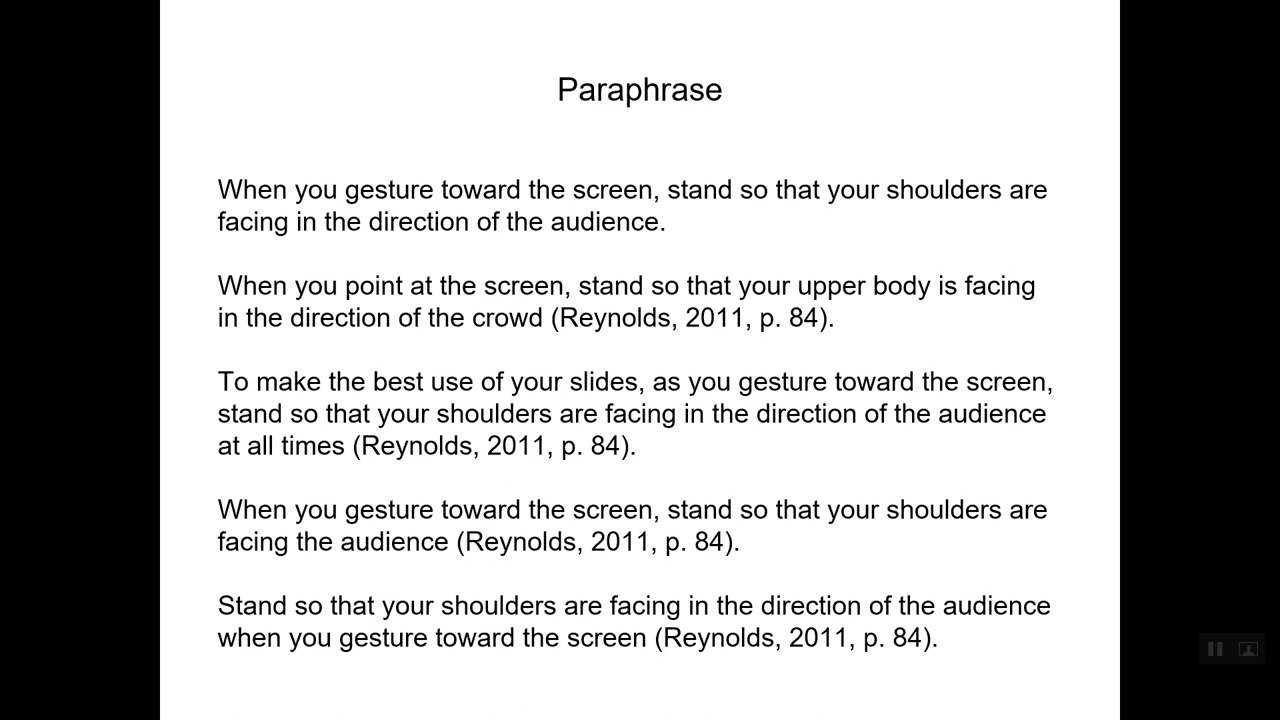 Paraphrase
When you gesture toward the screen, stand so that your shoulders are
facing in the direction of the audience.
When you point at the screen, stand so that your upper body is facing
in the direction of the crowd (Reynolds, 2011, p. 84).
To make the best use of your slides, as you gesture toward the screen,
stand so that your shoulders are facing in the direction of the audience
at all times (Reynolds, 2011, p. 84).
When you gesture toward the screen, stand so that your shoulders are
facing the audience (Reynolds, 2011, p. 84).
Stand so that your shoulders are facing in the direction of the audience
when you gesture toward the screen (Reynolds, 2011, p. 84).